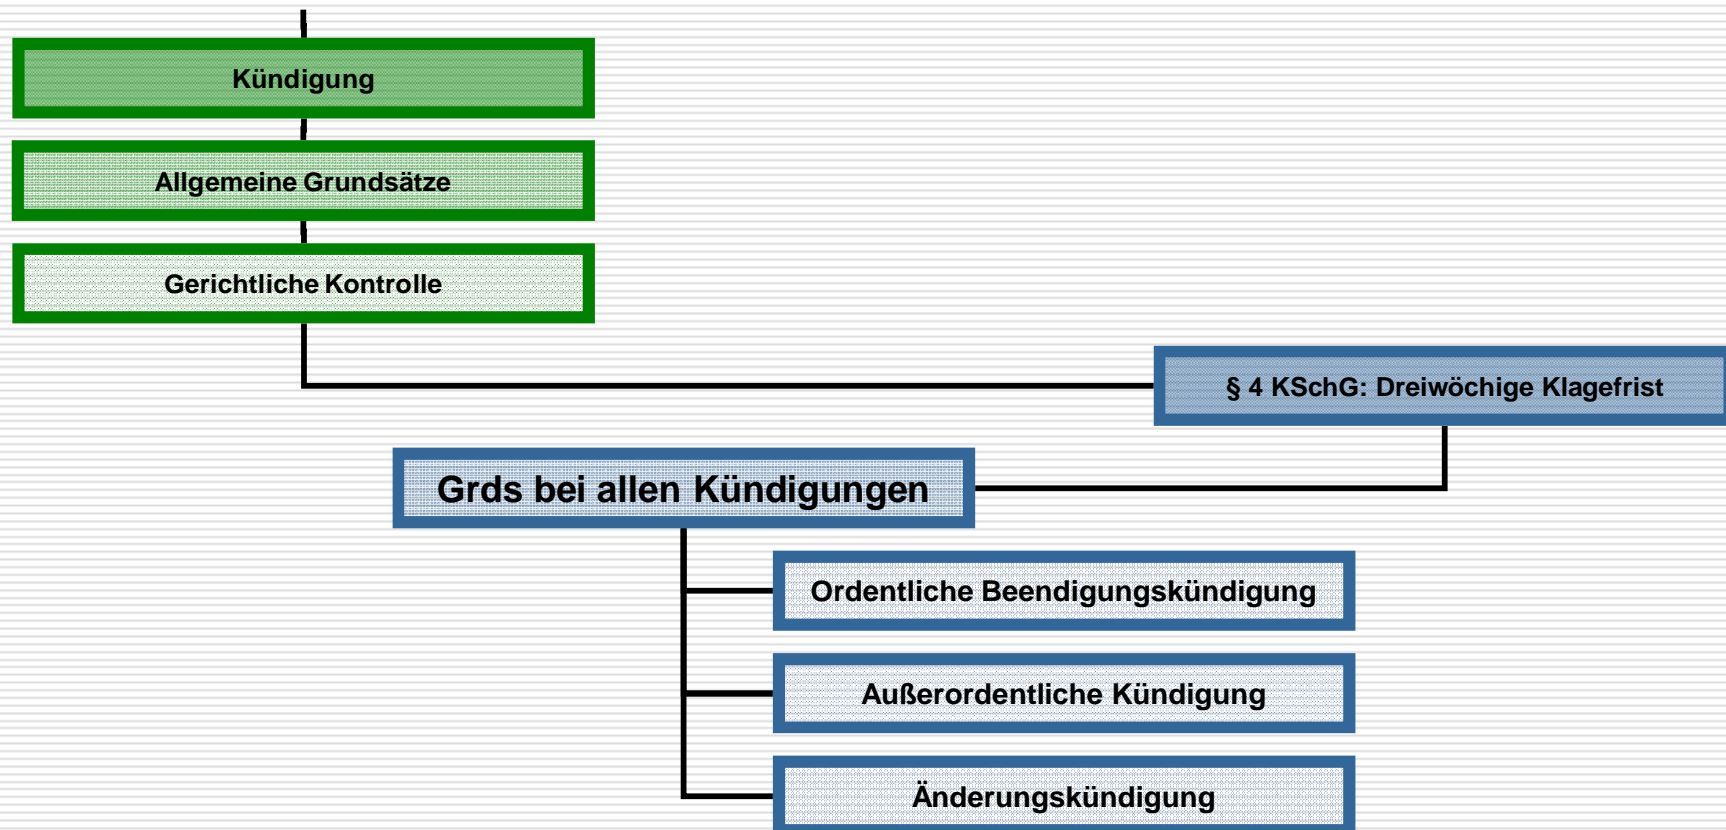 Kündigung
Allgemeine Grundsätze
Gerichtliche Kontrolle
§ 4 KSchG: Dreiwöchige Klagefrist
Grds bei allen Kündigungen
Ordentliche Beendigungskündigung
Außerordentliche Kündigung
Änderungskündigung